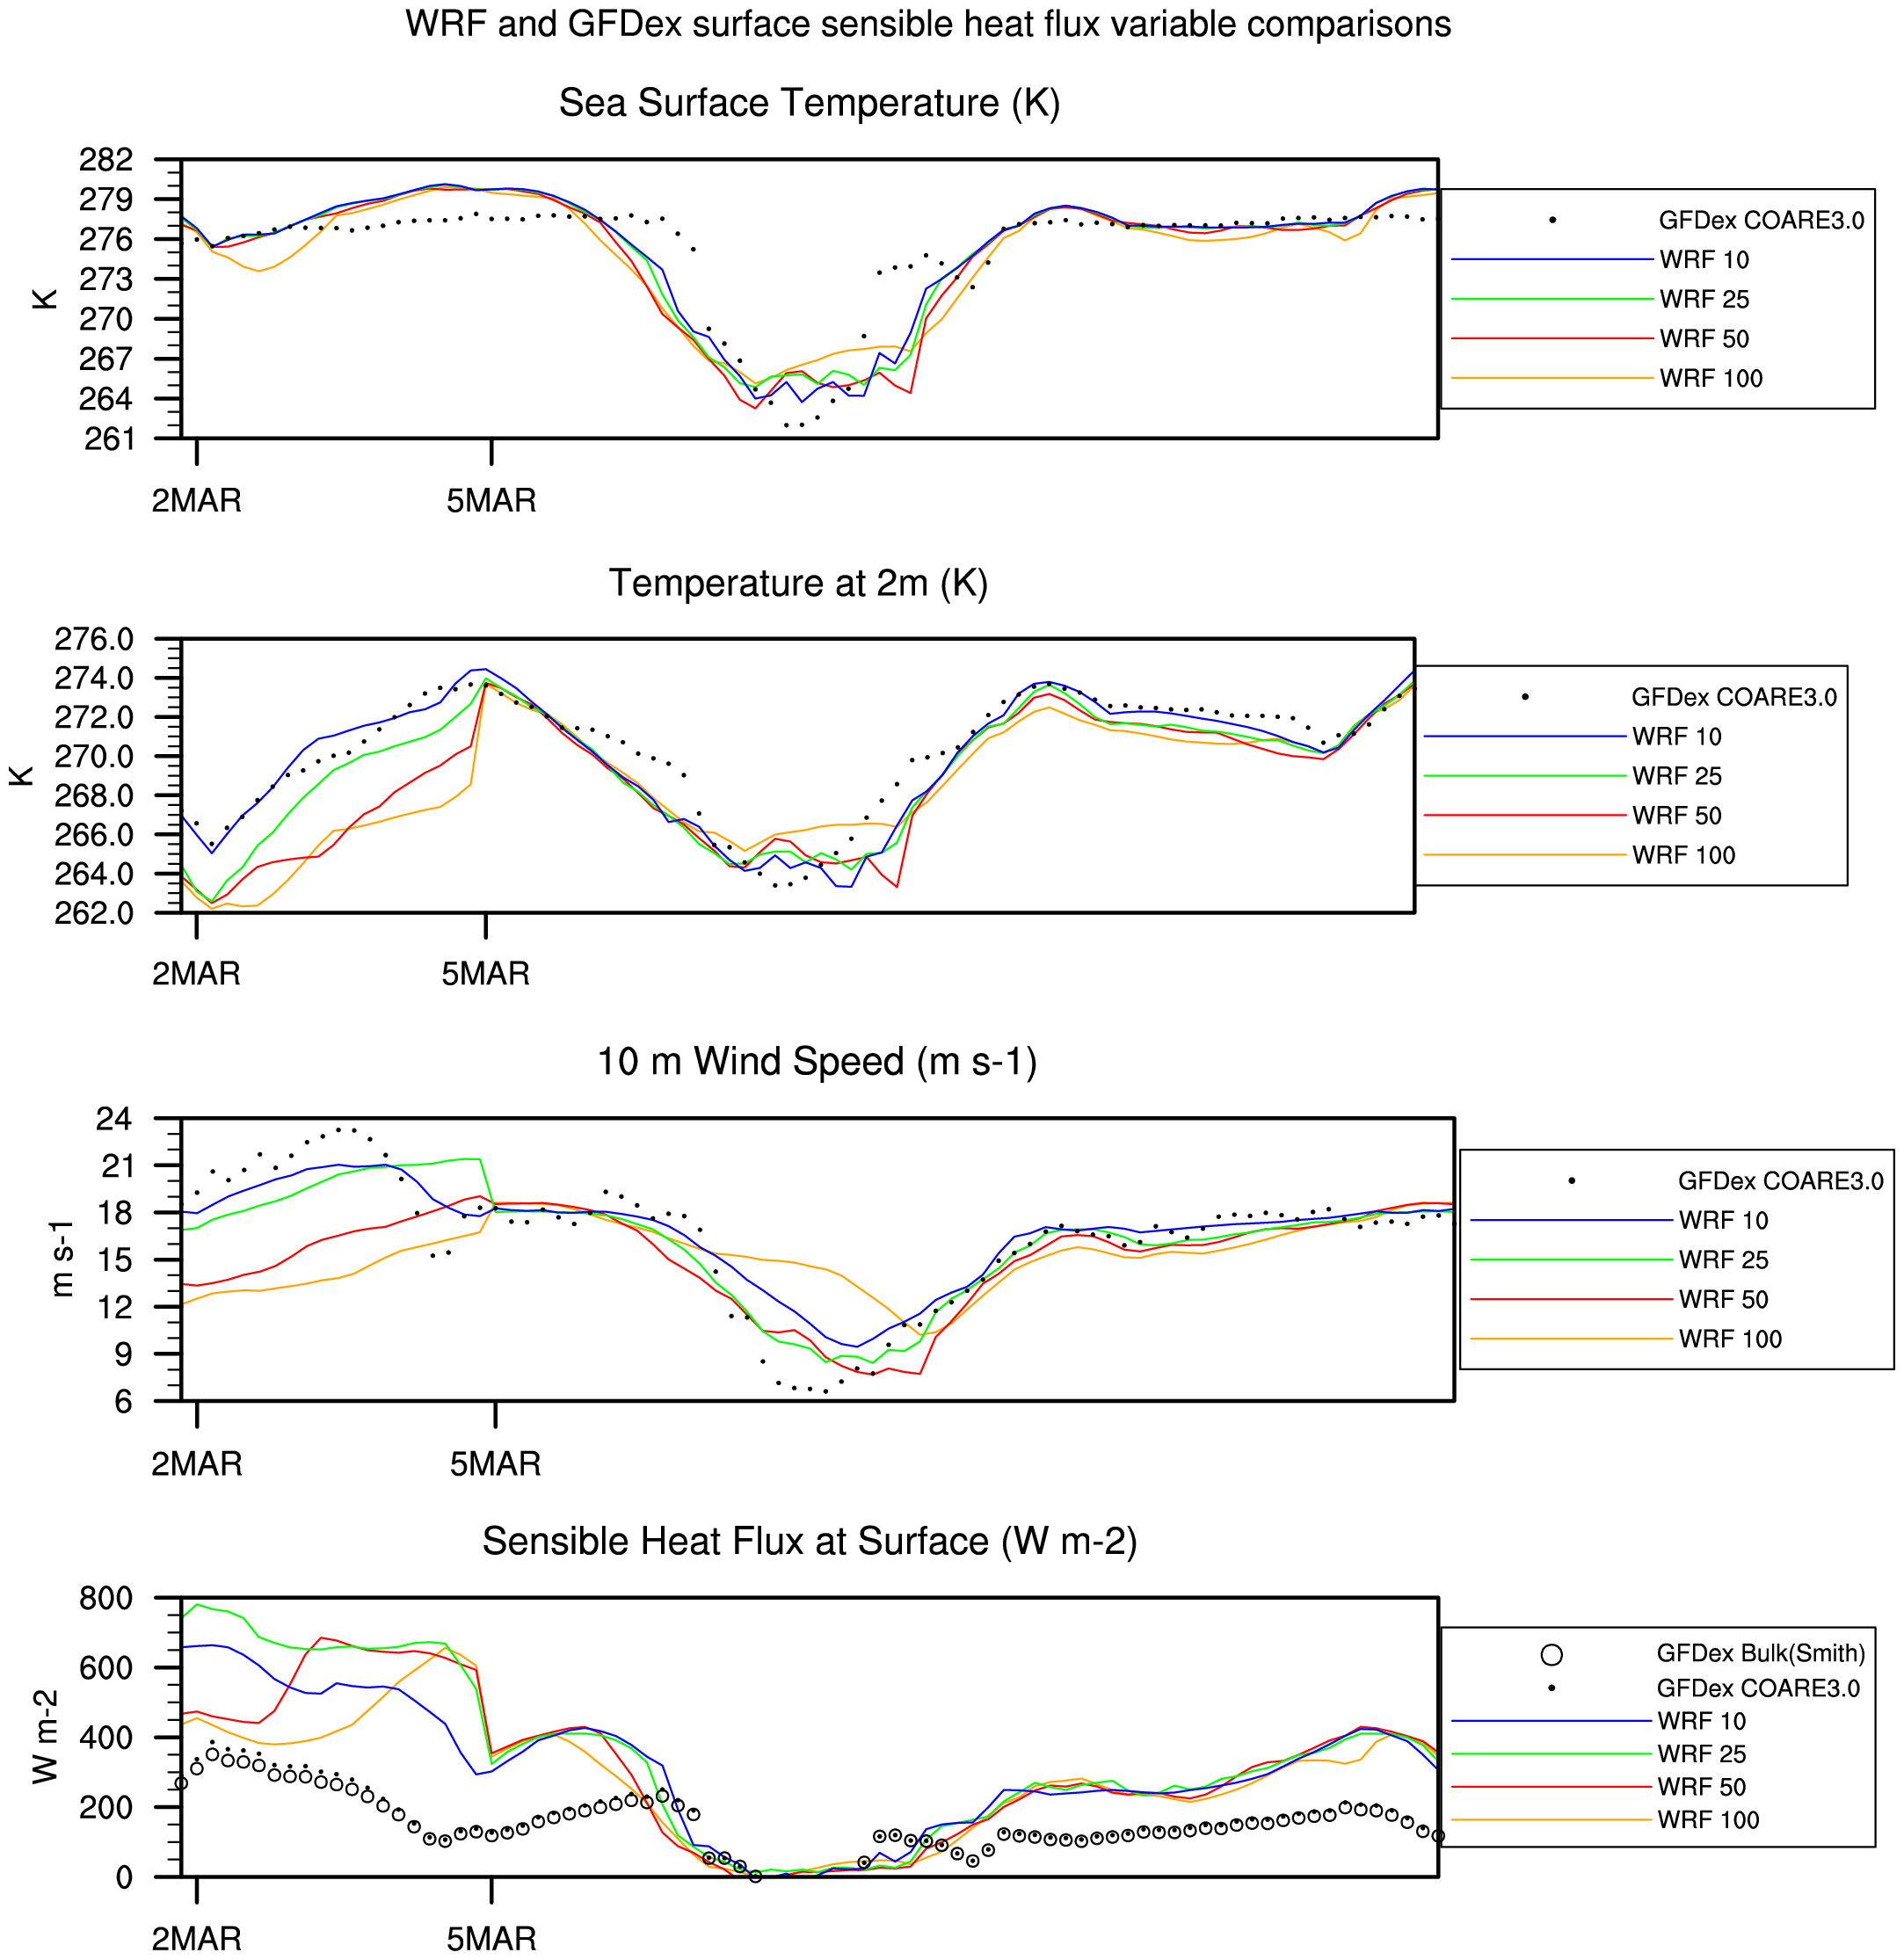 WRF and GFDex surface sensible heat flux variable comparisons
Sea Surface Temperature (K)
282
279
276
273
270
267
264
261
K
2MAR 5MAR
GFDex COARE3.0
WRF 10
WRF 25
WRF 50
WRF 100
Temperature at 2m (K)
276.0
274.0
272.0
270.0
268.0
266.0
264.0
262.0
K
2MAR 5MAR
GFDex COARE3.0
WRF 10
WRF 25
WRF 50
WRF 100
10 m Wind Speed (m s-1)
24
21
18
15
12
9
6
m s-1
2MAR 5MAR
GFDex COARE3.0
WRF 10
WRF 25
WRF 50
WRF 100
Sensible Heat Flux at Surface (W m-2)
800
600
400
200
0
W m-2
2MAR 5MAR
GFDex Bulk(Smith)
GFDex COARE3.0
WRF 10
WRF 25
WRF 50
WRF 100